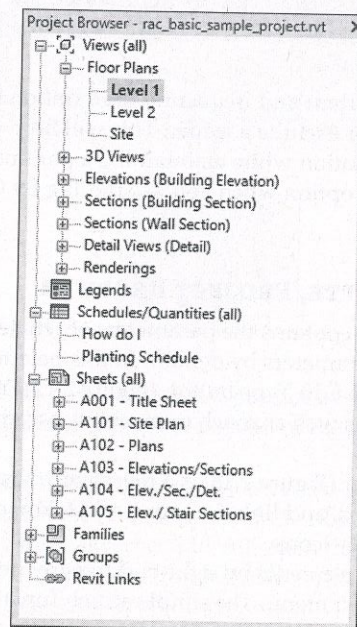 Project Browser - rac_basic_sample_project.rvt
Views (all)
Floor Plans
Level 1
Level 2
Site
3D Views
Elevations (Building Elevation)
Sections (Building Section)
Sections (Wall Section)
Detail Views (Detail)
Renderings
Legends
Schedules/Quantities (all)
How do I
Planting Schedule
Sheets (all)
A001 - Title Sheet
A101 - Site Plan
A102 - Plans
A103 - Elevations/Sections
A104 - Elev./Sec./Det.
A105 - Elev./ Stair Sections
Families
Groups
Revit Links